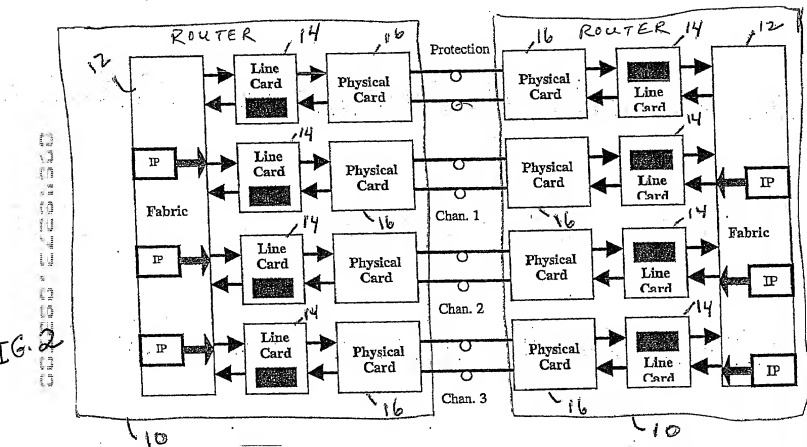 ROUTER
ROUTER
12
14
16
Protection
16
14
12
Line
Card
Physical
Card
Physical
Card
Line
Card
14
14
IP
Line
Card
Physical
Card
Physical
Card
Line
Card
IP
Fabric
16
Chan. 1
16
14
14
Fabric
IP
Line
Card
Physical
Card
Physical
Card
Line
Card
IP
Chan. 2
14
14
IP
Line
Card
Physical
Card
Physical
Card
Line
Card
IP
16
Chan. 3
16
10
10
IG. 2